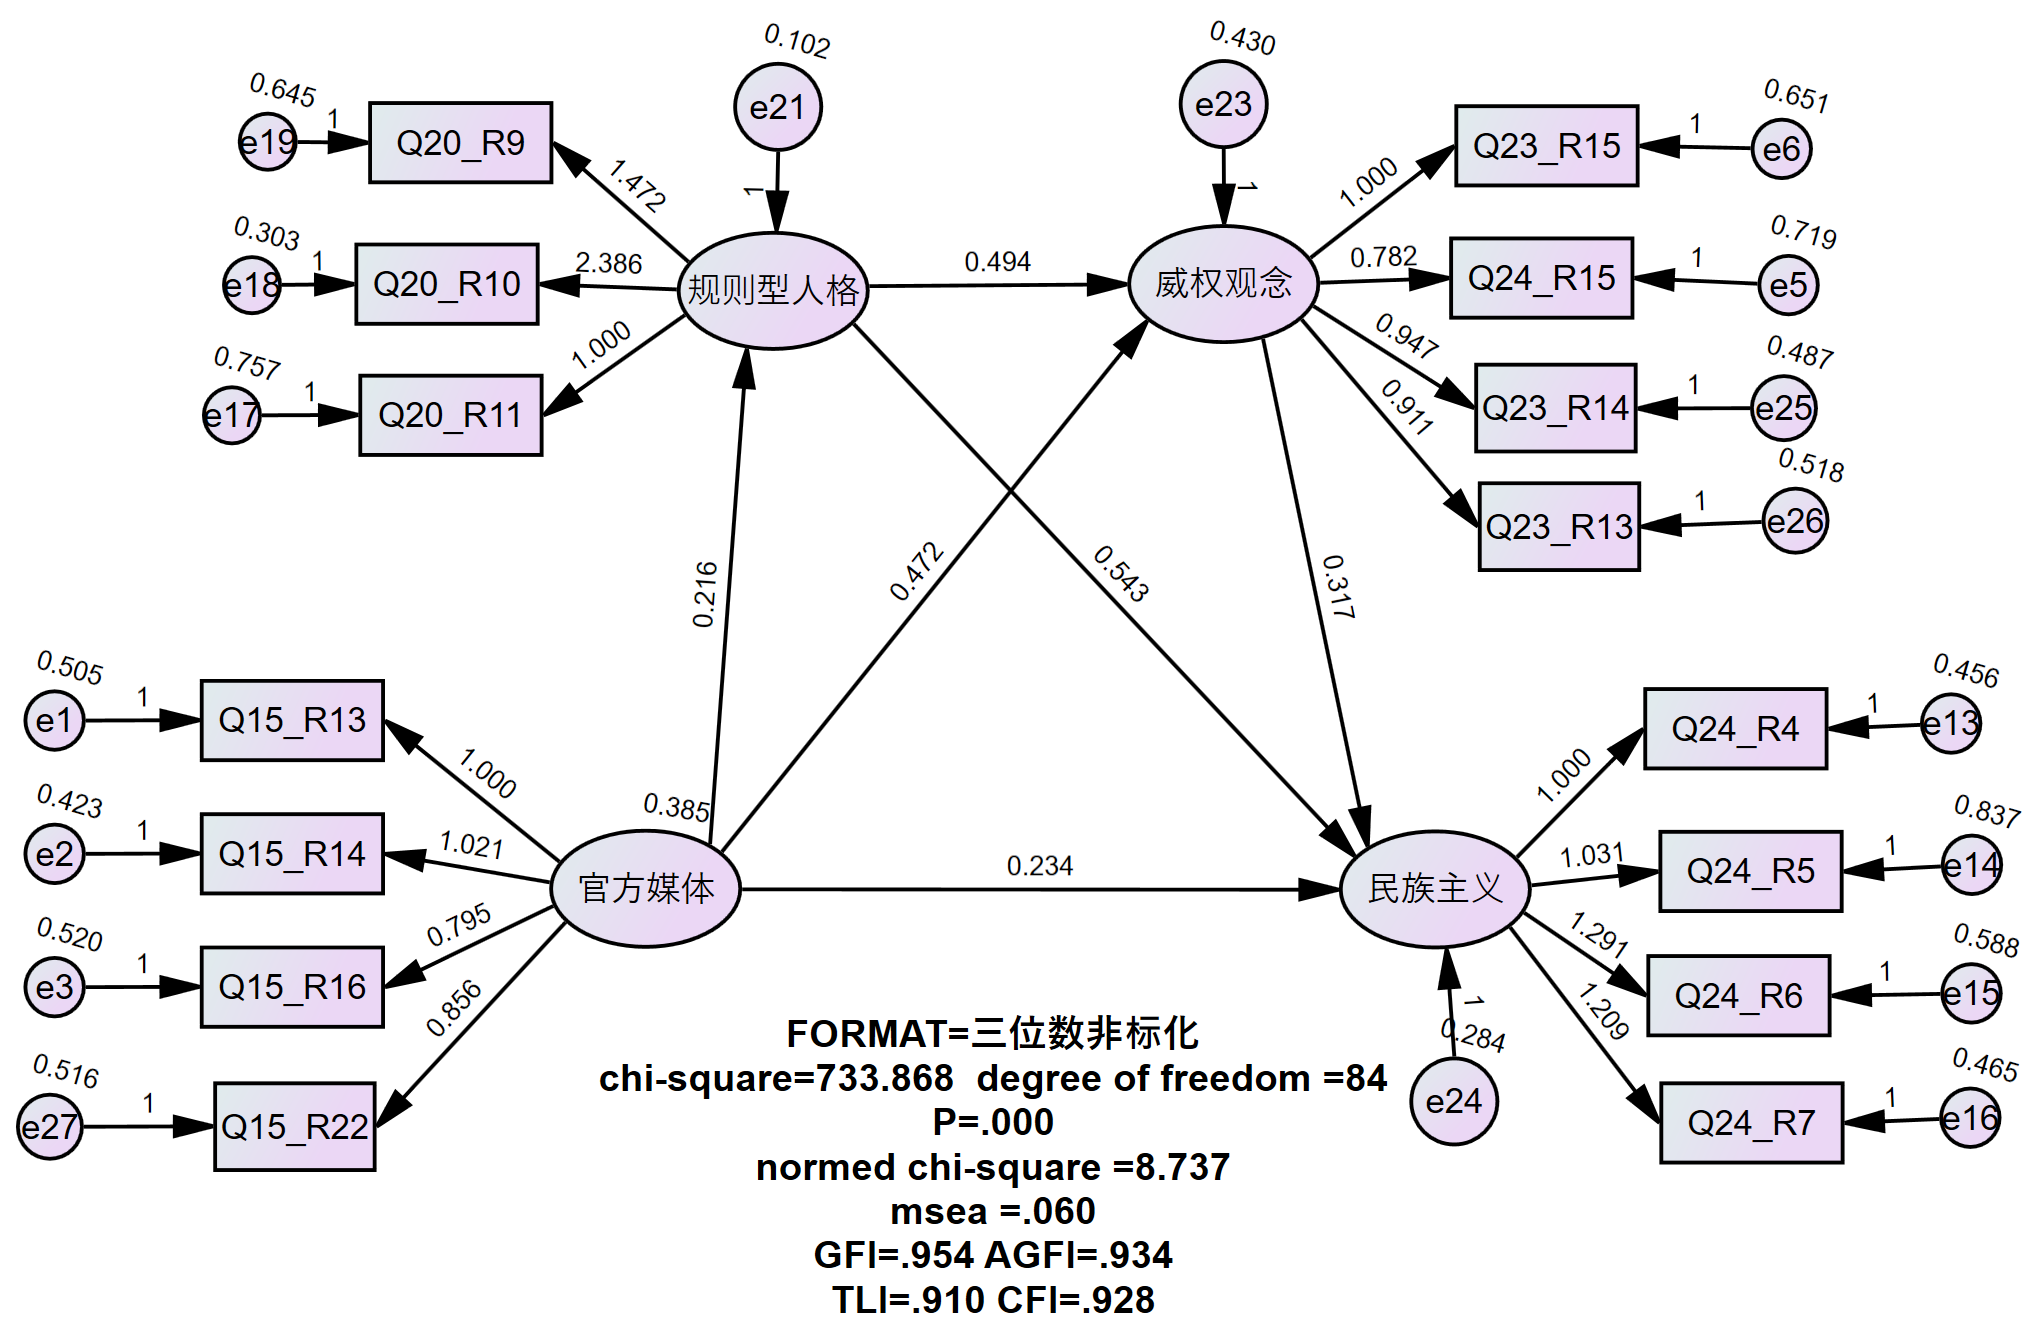 0.102
0.430
0.645
e19
1
Q20_R9
e21
1
e23
1
Q23_R15
1
0.651
e6
1.472
1.000
0.303
e18
1
Q20_R10
2.386
规则型人格
0.494
威权观念
0.782
Q24_R15
1
0.719
e5
0.757
e17
1
Q20_R11
1.000
0.947
Q23_R14
1
0.487
e25
0.911
Q23_R13
1
0.518
e26
0.216
0.472
0.543
0.317
0.505
e1
1
Q15_R13
1.000
0.456
e13
1
Q24_R4
1.000
0.423
e2
1
Q15_R14
1.021
0.385
官方媒体
0.234
民族主义
1.031
Q24_R5
1
0.837
e14
0.520
e3
1
Q15_R16
0.795
1.291
Q24_R6
1
0.588
e15
0.516
e27
1
Q15_R22
0.856
1
0.284
e24
1.209
Q24_R7
1
0.465
e16
FORMAT=三位数非标化
chi-square=733.868 degree of freedom =84
P=.000
normed chi-square =8.737
msea =.060
GFI=.954 AGFI=.934
TLI=.910 CFI=.928